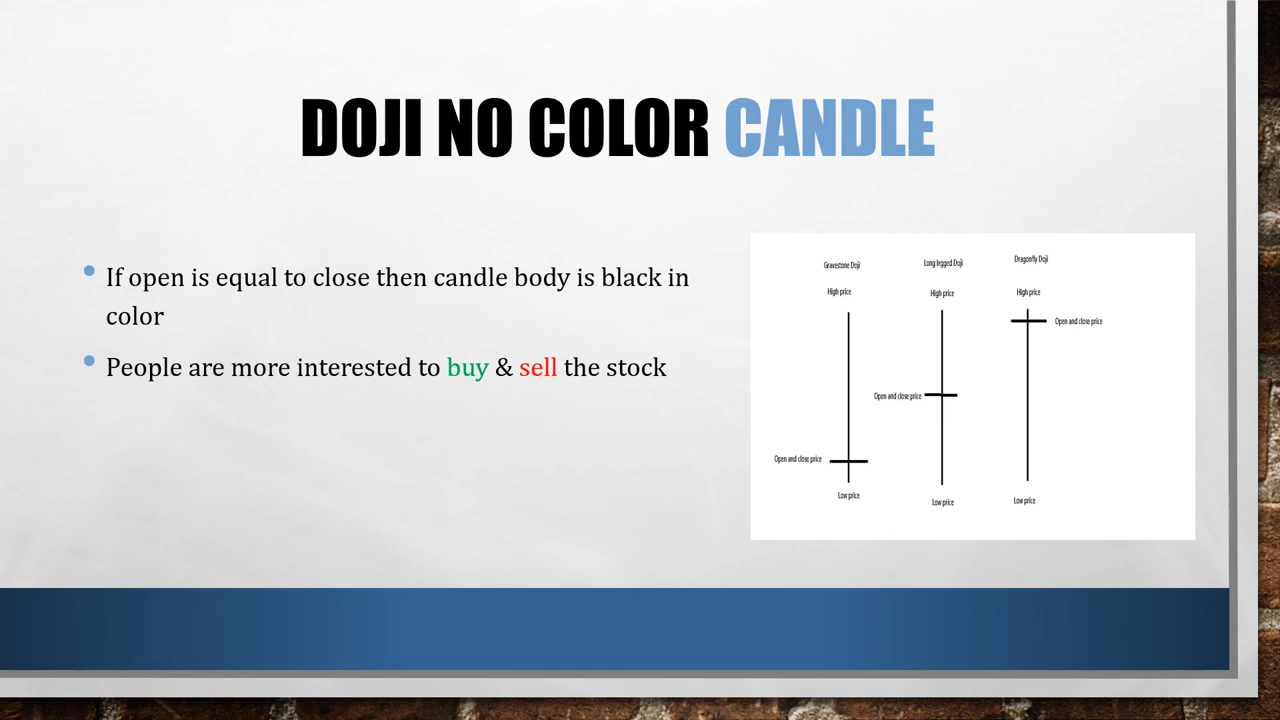 DOJI NO COLOR CANDLE
• If open is equal to close then candle body is black in
color
• People are more interested to buy & sell the stock
Gravestone Doji
High price
Open and close price
Low price
Long legged Doji
High price
Open and close price
Low price
Dragonfly Doji
High price
Open and close price
Low price